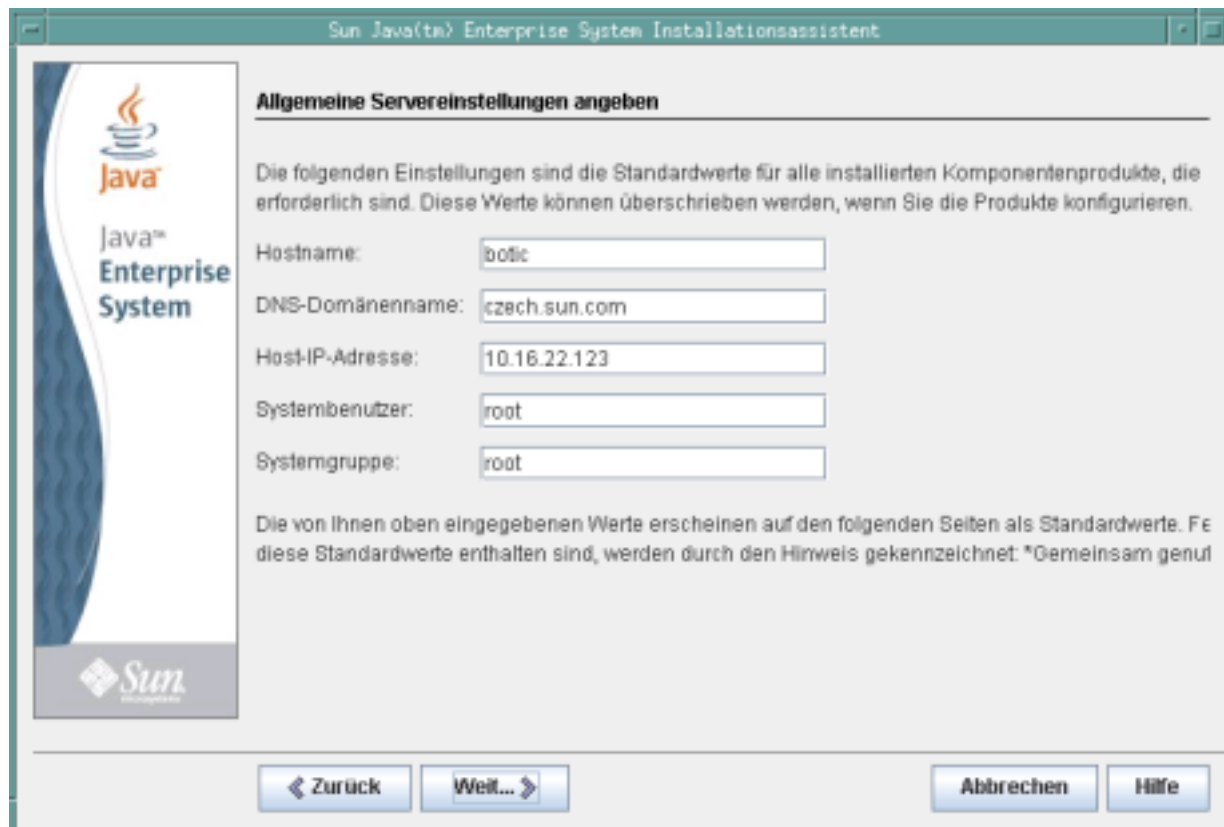 Sun Java(tm) Enterprise System Installationsassistent
Java
Java™
Enterprise
System
Sun
microsystems
Allgemeine Servereinstellungen angeben
Die folgenden Einstellungen sind die Standardwerte für alle installierten Komponentenprodukte, die
erforderlich sind. Diese Werte können überschrieben werden, wenn Sie die Produkte konfigurieren.
Hostname: botic
DNS-Domänenname: czech.sun.com
Host-IP-Adresse: 10.16.22.123
Systembenutzer: root
Systemgruppe: root
Die von Ihnen oben eingegebenen Werte erscheinen auf den folgenden Seiten als Standardwerte.
diese Standardwerte enthalten sind, werden durch den Hinweis gekennzeichnet: "Gemeinsam
Zurück
Weit...
Abbrechen
Hilfe